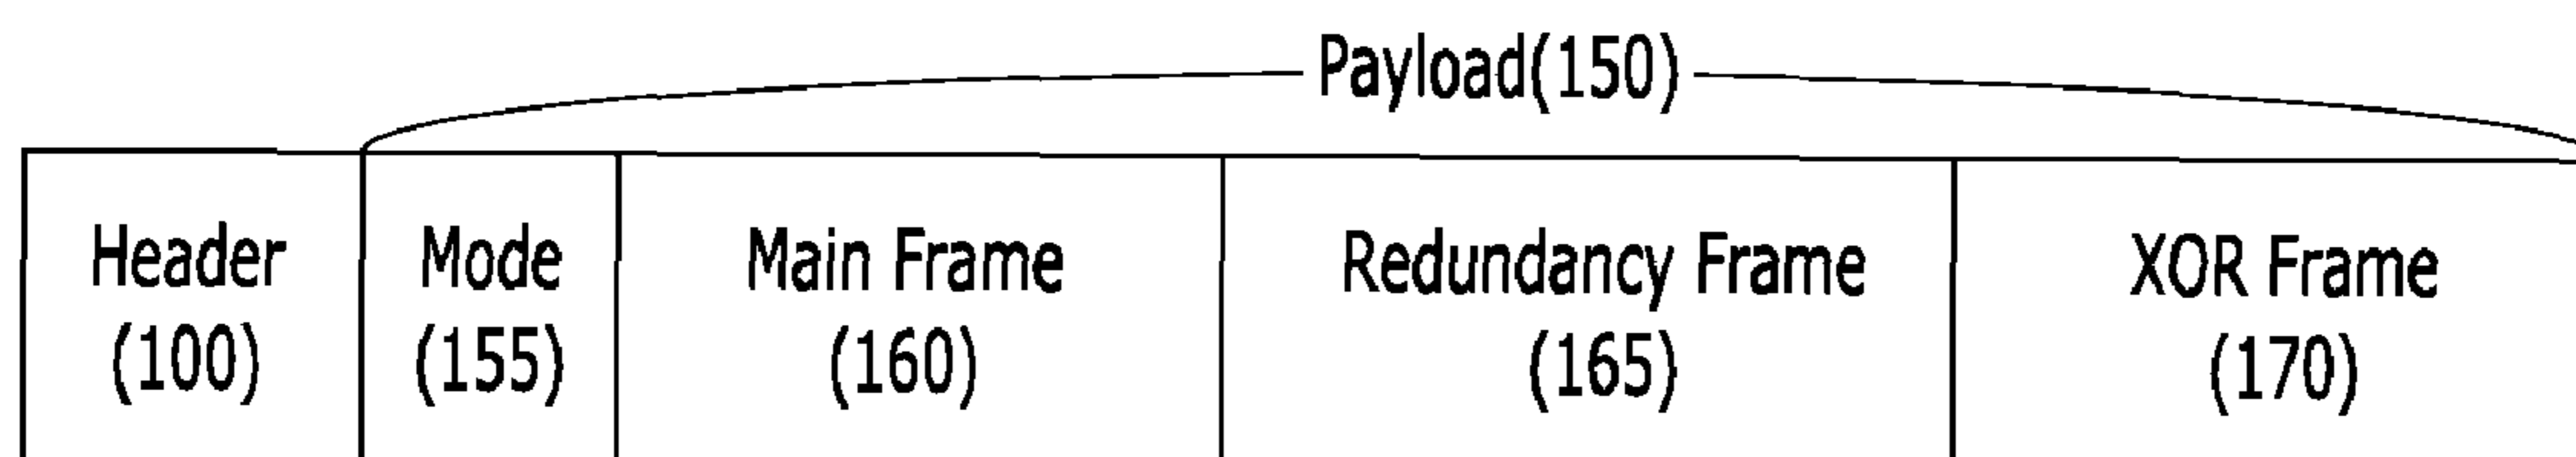 Payload(150)
Header
(100)
Mode
(155)
Main Frame
(160)
Redundancy Frame
(165)
XOR Frame
(170)